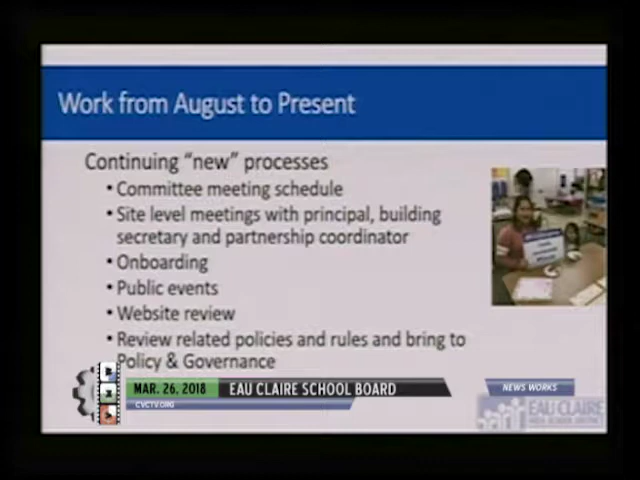 Work from August to Present
Continuing “new” processes
• Committee meeting schedule
• Site level meetings with principal, building
secretary and partnership coordinator
• Onboarding
• Public events
• Website review
• Review related policies and rules and bring to
Policy & Governance
MAR. 26, 2018
EAU CLAIRE SCHOOL BOARD
NEWS WORKS
CVCTV.ORG
EAU CLAIRE